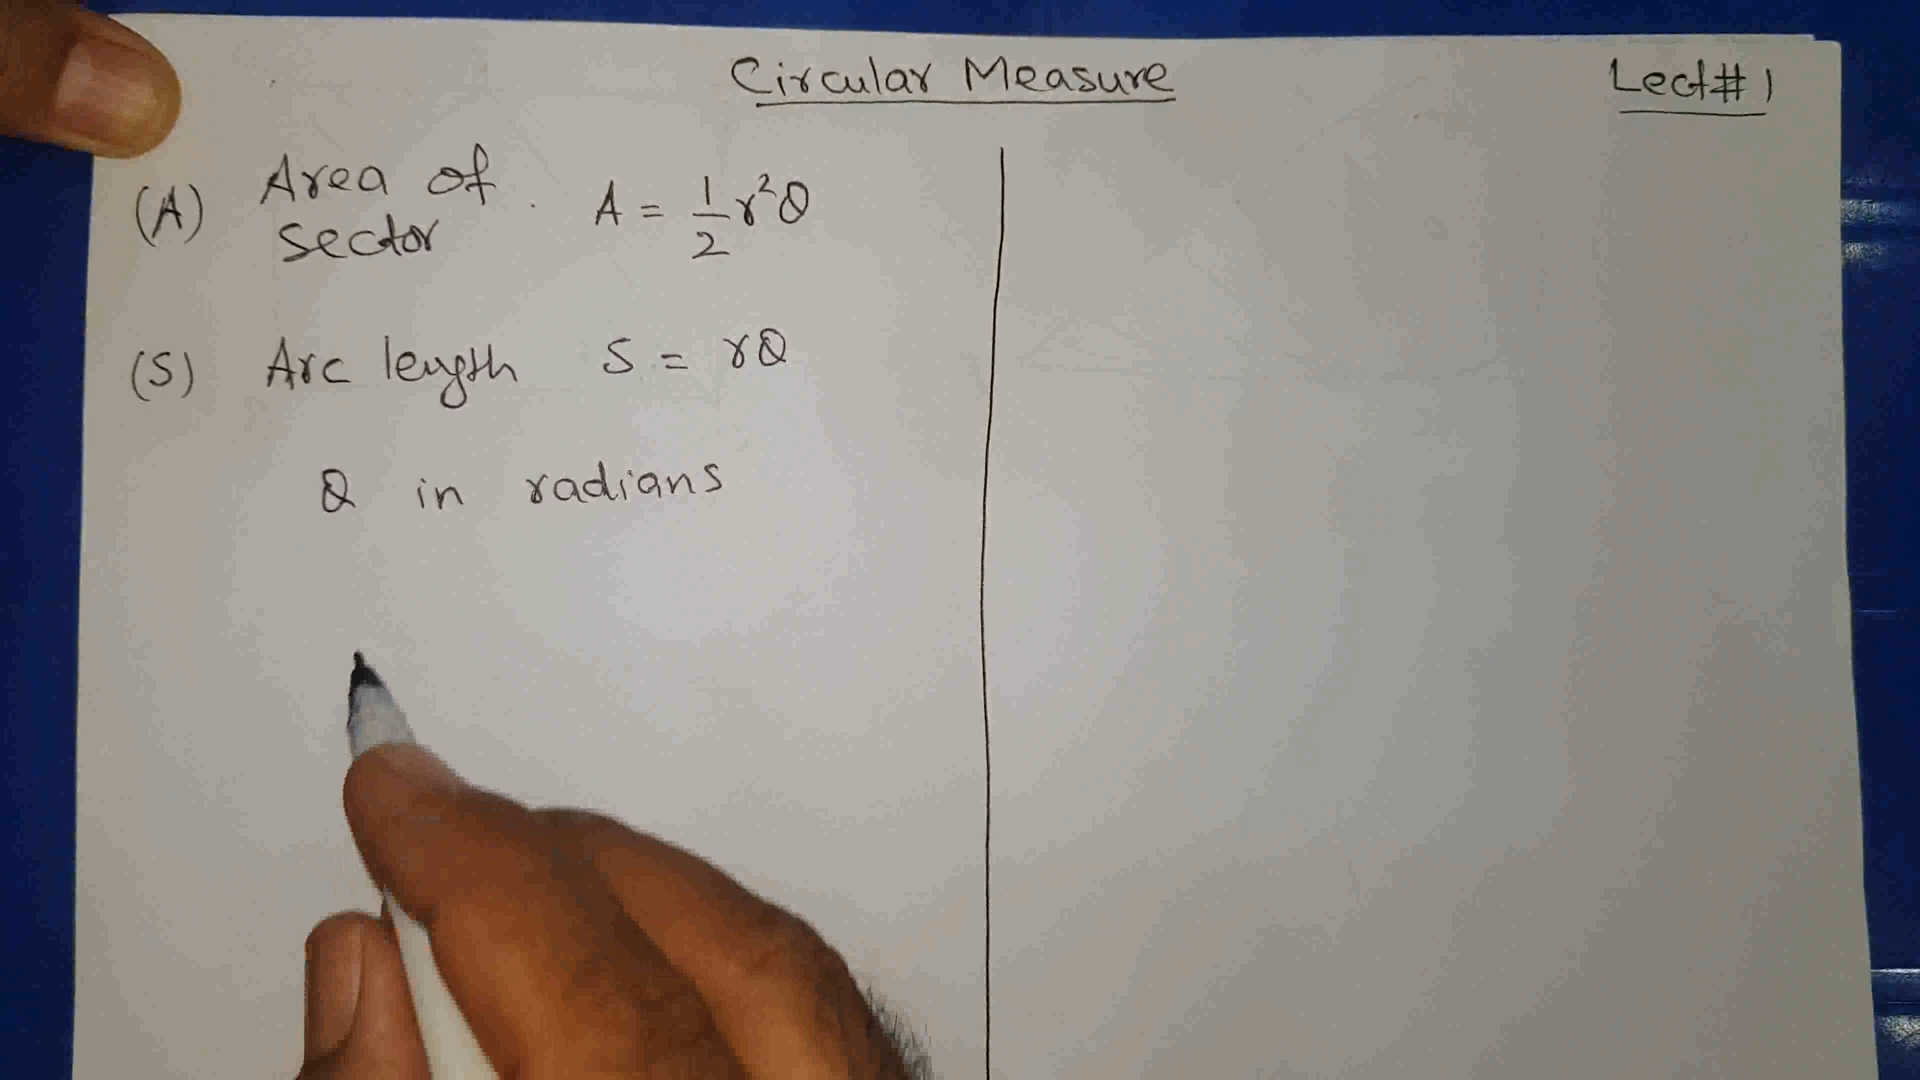 Circular Measure
Lect# 1
(A) Area of sector A = 1/2 r²θ
(S) Arc length S = rθ
θ in radians